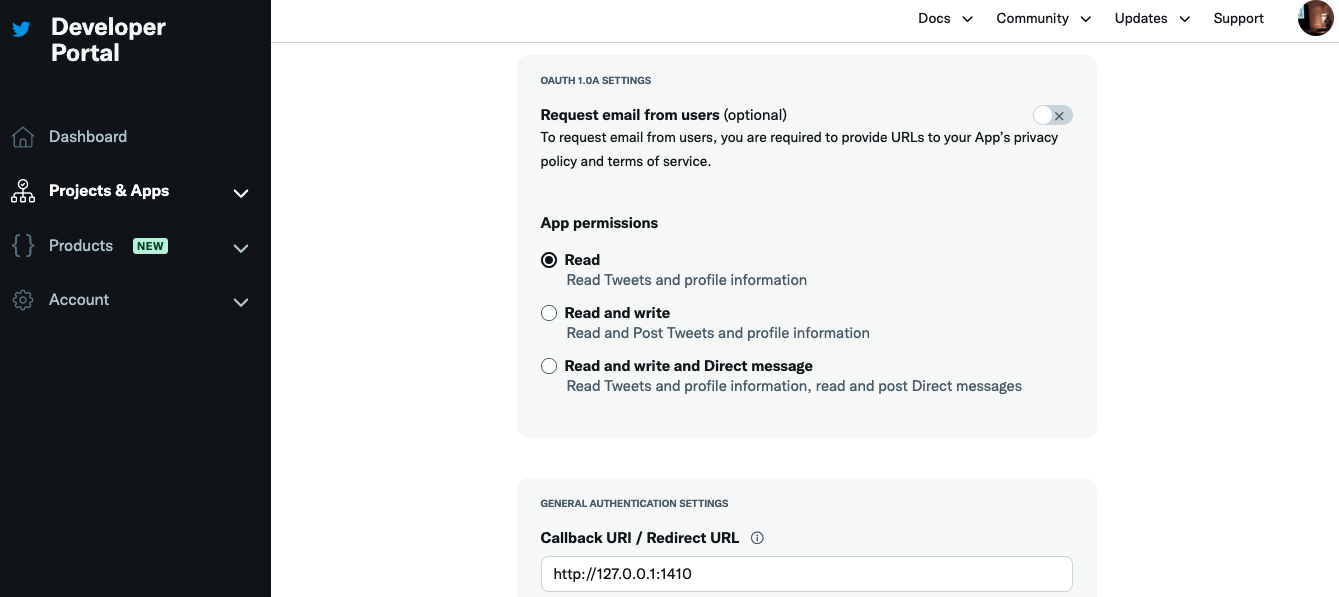 Developer
Portal
Docs Community Updates Support
Dashboard
Projects & Apps
Products NEW
Account
OAUTH 1.0A SETTINGS
Request email from users (optional)
To request email from users, you are required to provide URLs to your App's privacy
policy and terms of service.
App permissions
Read
Read Tweets and profile information
Read and write
Read and Post Tweets and profile information
Read and write and Direct message
Read Tweets and profile information, read and post Direct messages
GENERAL AUTHENTICATION SETTINGS
Callback URI / Redirect URL
http://127.0.0.1:1410